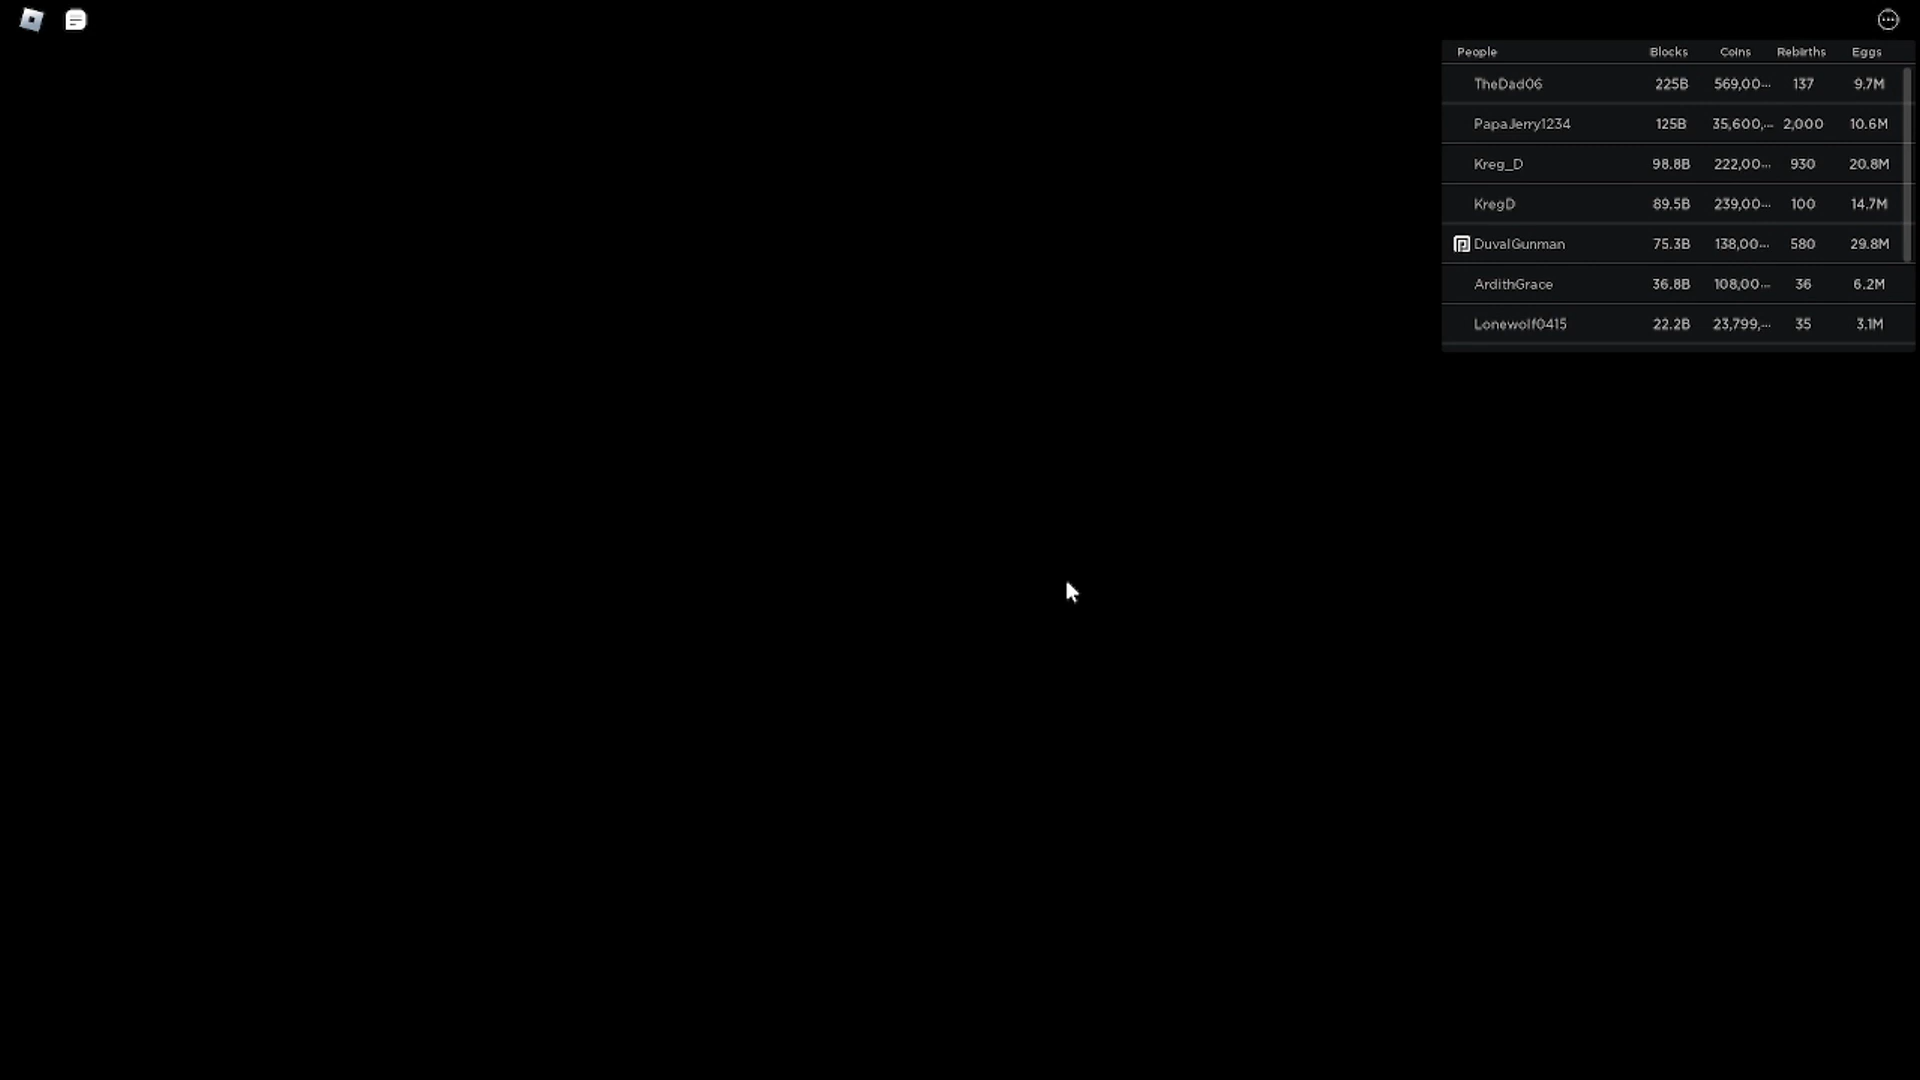 People Blocks Coins Rebirths Eggs
TheDad06 225B 569,00... 137 9.7M
PapaJerry1234 125B 35,600,... 2,000 10.6M
Kreg_D 98.8B 222,00... 930 20.8M
KregD 89.5B 239,00... 100 14.7M
DuvalGunman 75.3B 138,00... 580 29.8M
ArdithGrace 36.8B 108,00... 36 6.2M
Lonewolf0415 22.2B 23,799,... 35 3.1M